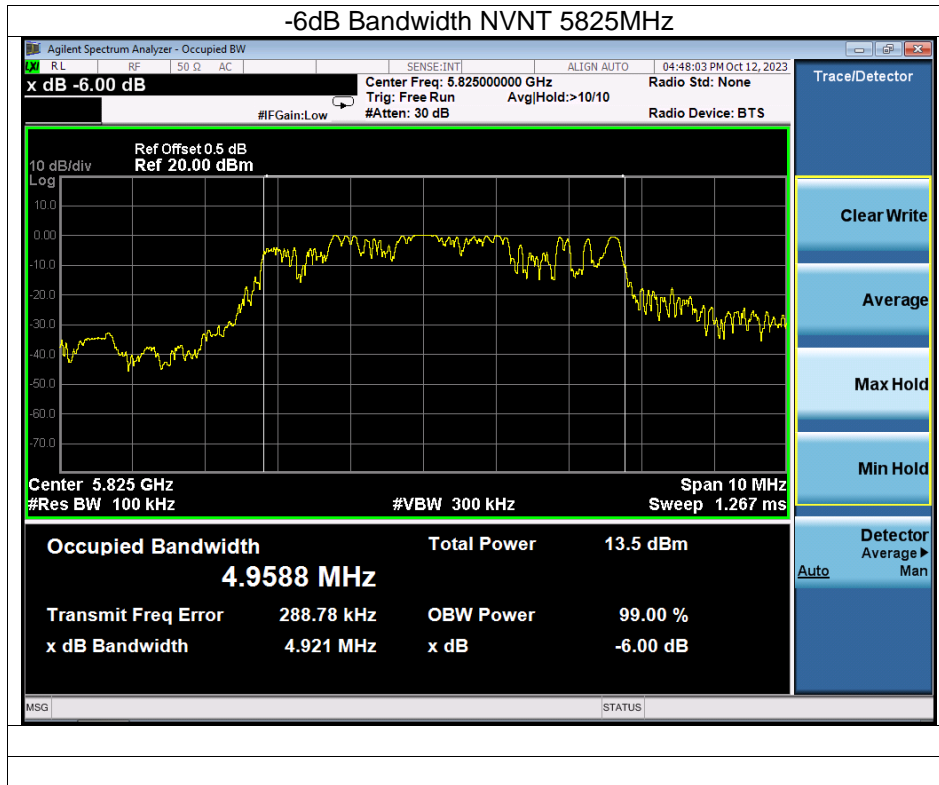 -6dB Bandwidth NVNT 5825MHz
Agilent Spectrum Analyzer - Occupied BW
LXI RL RF 50 Ω AC SENSE:INT ALIGN AUTO 04:48:03 PM Oct 12, 2023
x dB -6.00 dB
Center Freq: 5.825000000 GHz
Radio Std: None
Trig: Free Run Avg|Hold:>10/10
#IFGain:Low
#Atten: 30 dB
Radio Device: BTS
Trace/Detector
Ref Offset 0.5 dB
10 dB/div Ref 20.00 dBm
Log
10.0
0.00
-10.0
-20.0
-30.0
-40.0
-50.0
-60.0
-70.0
Center 5.825 GHz
Span 10 MHz
#Res BW 100 kHz
#VBW 300 kHz
Sweep 1.267 ms
Clear Write
Average
Max Hold
Min Hold
Detector
Average▶
Auto Man
Occupied Bandwidth
4.9588 MHz
Total Power 13.5 dBm
Transmit Freq Error 288.78 kHz
OBW Power 99.00 %
x dB Bandwidth 4.921 MHz
x dB -6.00 dB
MSG
STATUS